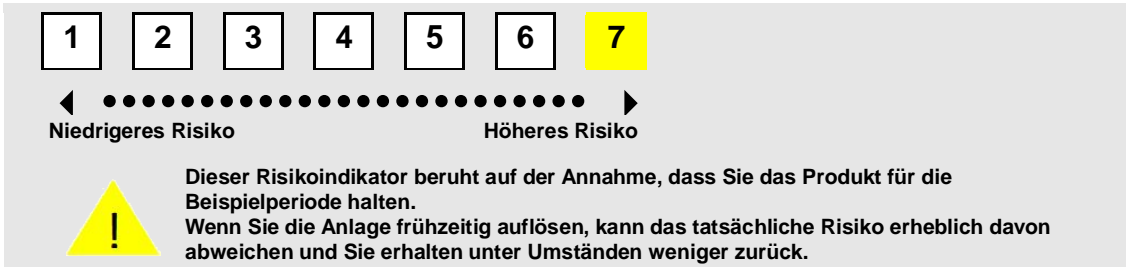 1 2 3 4 5 6 7
Niedrigeres Risiko Höheres Risiko
Dieser Risikoindikator beruht auf der Annahme, dass Sie das Produkt für die
Beispielperiode halten.
! Wenn Sie die Anlage frühzeitig auflösen, kann das tatsächliche Risiko erheblich davon
abweichen und Sie erhalten unter Umständen weniger zurück.